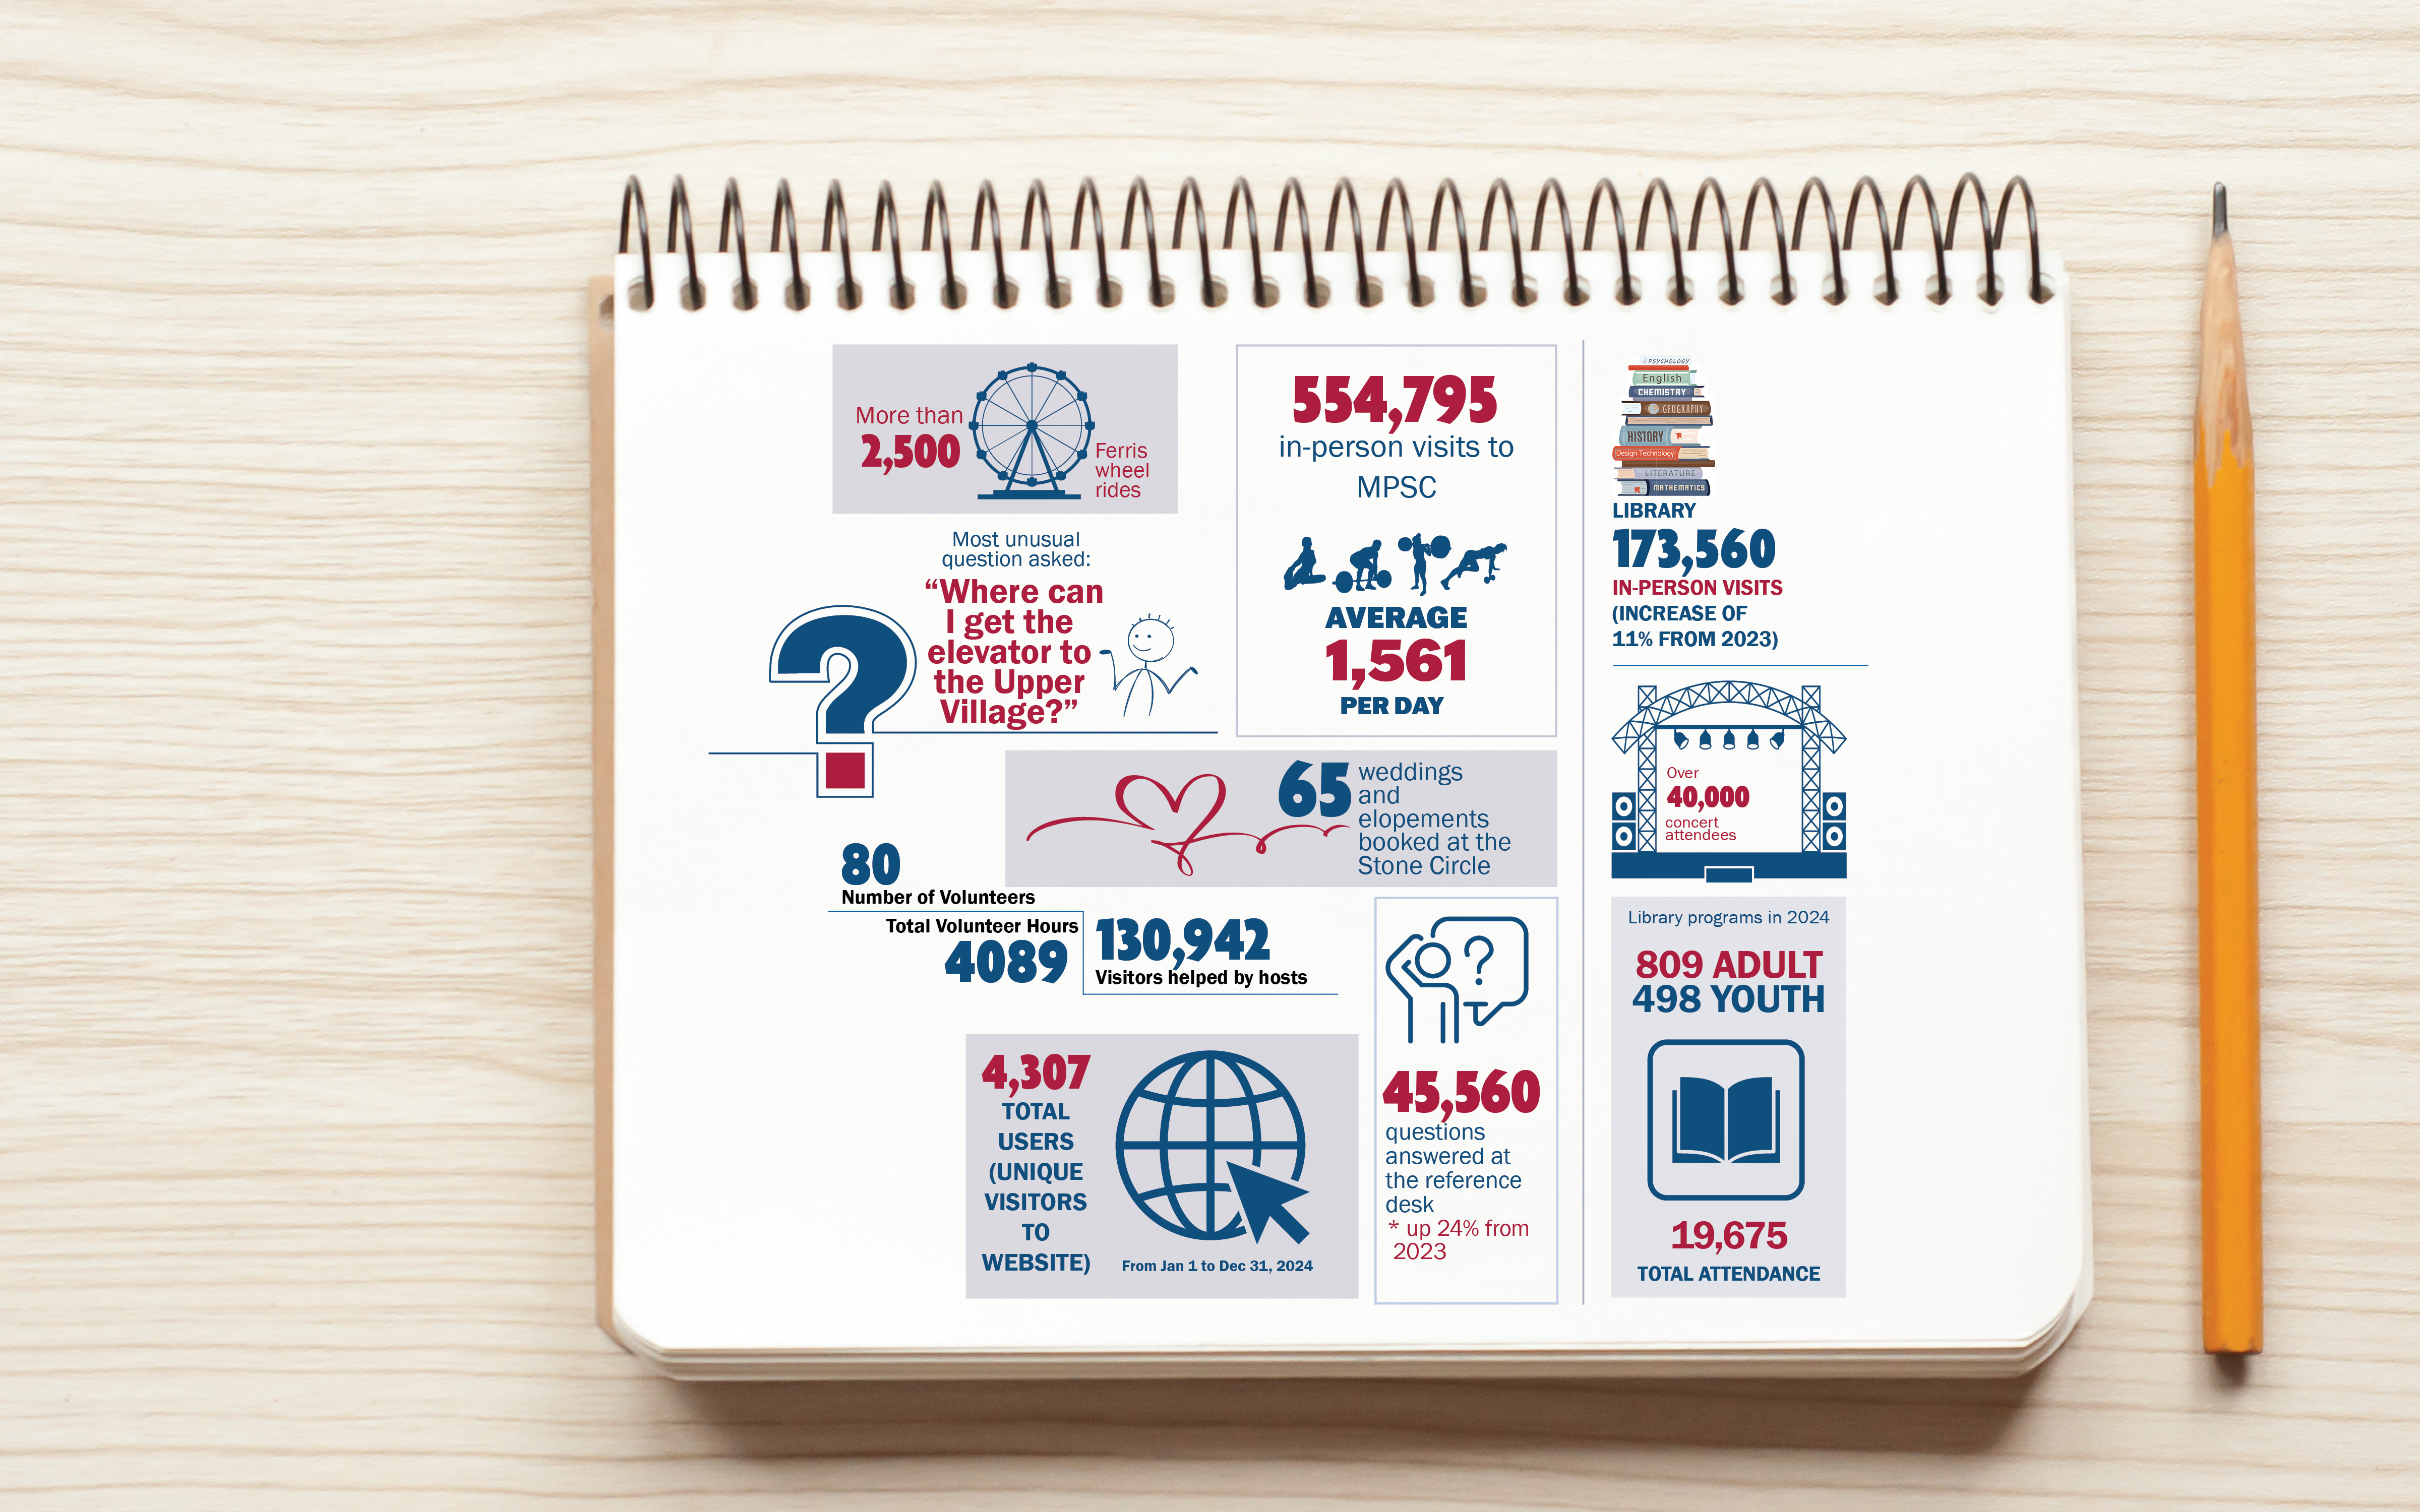 More than
2,500
Ferris
wheel
rides
Most unusual
question asked:
“Where can
I get the
elevator to
the Upper
Village?”
?
554,795
in-person visits to
MPSC
AVERAGE
1,561
PER DAY
65
weddings
and
elopements
booked at the
Stone Circle
80
Number of Volunteers
Total Volunteer Hours
4089
130,942
Visitors helped by hosts
4,307
TOTAL
USERS
(UNIQUE
VISITORS
TO
WEBSITE)
From Jan 1 to Dec 31, 2024
?
45,560
questions
answered at
the reference
desk
* up 24% from
2023
PSYCHOLOGY
English
CHEMISTRY
GEOGRAPHY
HISTORY
Design Technology
LITERATURE
MATHEMATICS
LIBRARY
173,560
IN-PERSON VISITS
(INCREASE OF
11% FROM 2023)
Over
40,000
concert
attendees
Library programs in 2024
809 ADULT
498 YOUTH
19,675
TOTAL ATTENDANCE